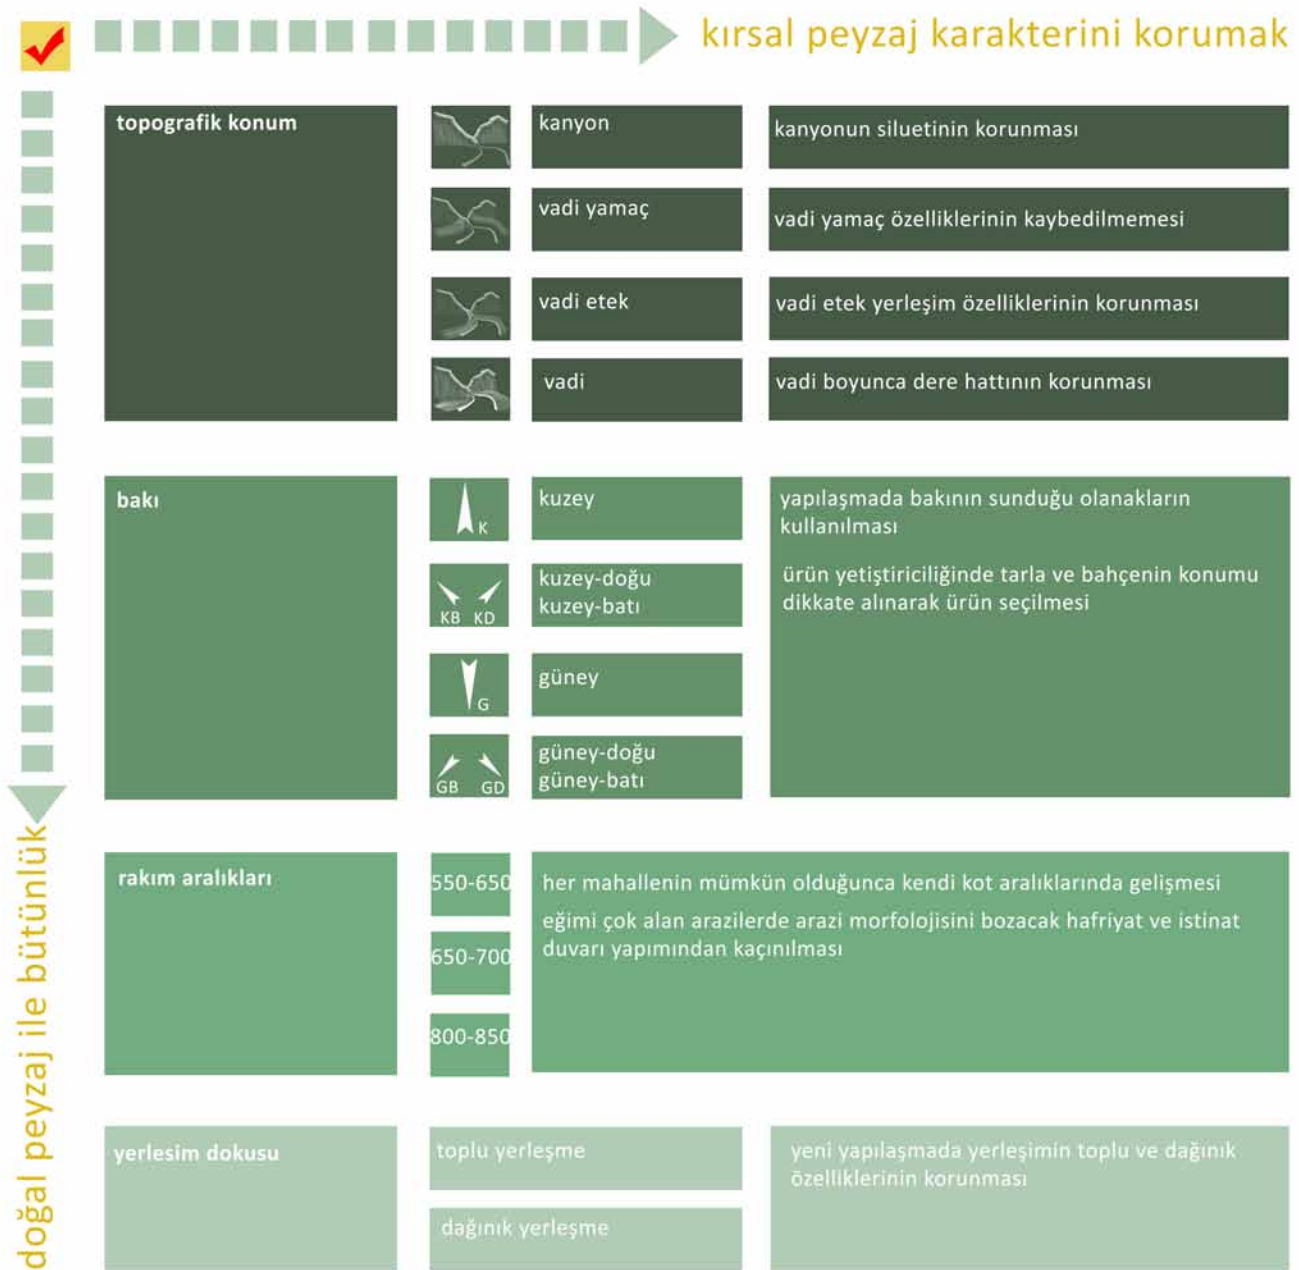 kırsal peyzaj karakterini korumak
doğal peyzaj ile bütünlük
topografik konum
kanyon
kanyonun siluetinin korunması
vadi yamaç
vadi yamaç özelliklerinin kaybedilmemesi
vadi etek
vadi etek yerleşim özelliklerinin korunması
vadi
vadi boyunca dere hattının korunması
bakı
K
kuzey
KB KD
kuzey-doğu
kuzey-batı
G
güney
GB GD
güney-doğu
güney-batı
yapılaşmada bakının sunduğu olanakların
kullanılması
ürün yetiştiriciliğinde tarla ve bahçenin konumu
dikkate alınarak ürün seçilmesi
rakım aralıkları
550-650
650-700
800-850
her mahallenin mümkün olduğunca kendi kot aralıklarında gelişmesi
eğimi çok alan arazilerde arazi morfolojisini bozacak hafriyat ve istinat
duvarı yapımından kaçınılması
yerlesim dokusu
toplu yerleşme
dağınık yerleşme
yeni yapılaşmada yerleşimin toplu ve dağınık
özelliklerinin korunması